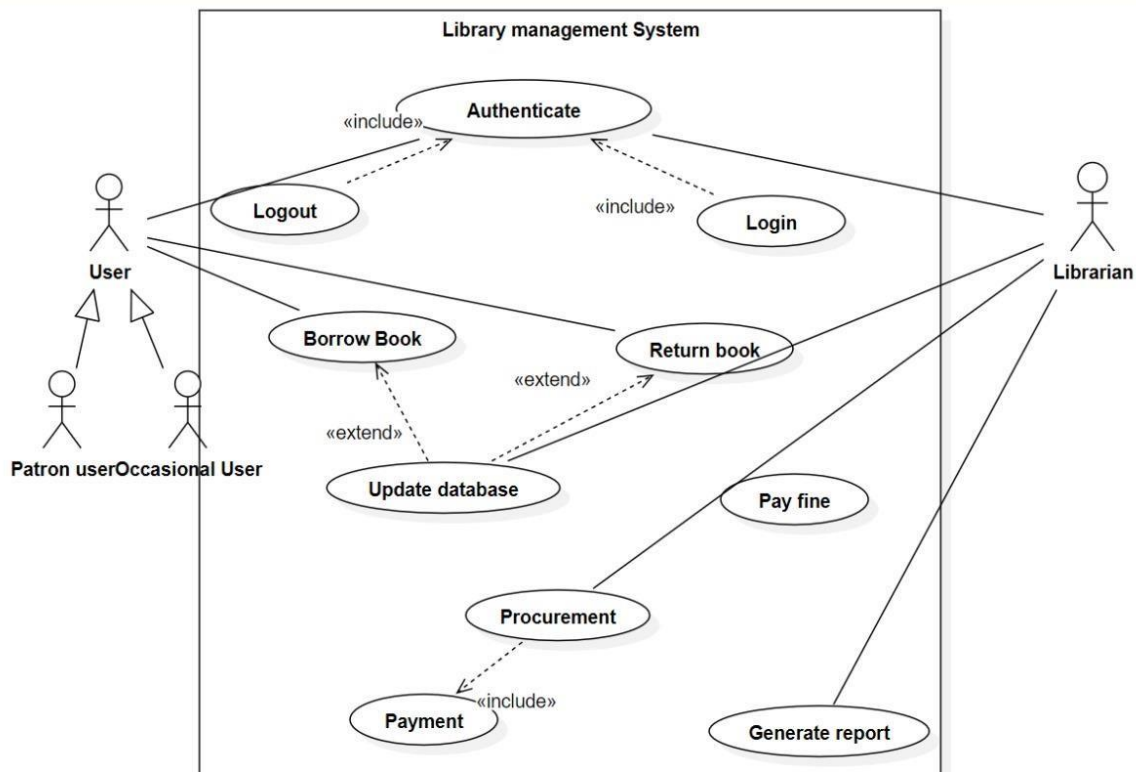 Library management System
Authenticate
«include»
Logout
«include»
Login
User
Librarian
Borrow Book
Return book
«extend»
«extend»
Patron user
Occasional User
Update database
Pay fine
Procurement
«include»
Payment
Generate report